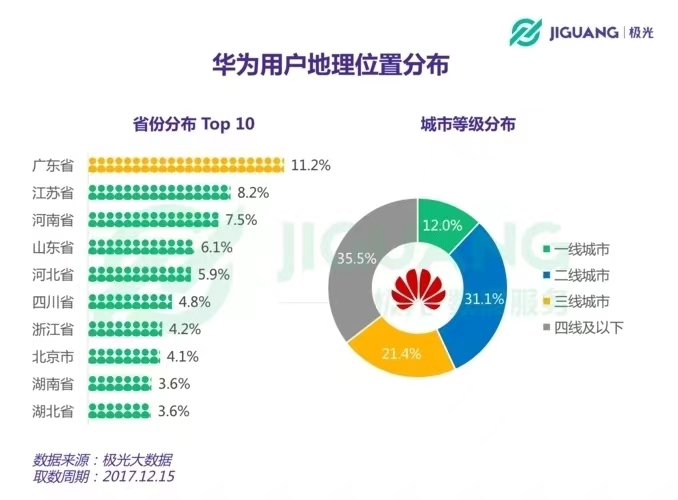 JIGUANG | 极光
华为用户地理位置分布
省份分布 Top 10
广东省 11.2%
江苏省 8.2%
河南省 7.5%
山东省 6.1%
河北省 5.9%
四川省 4.8%
浙江省 4.2%
北京市 4.1%
湖南省 3.6%
湖北省 3.6%
城市等级分布
12.0%
31.1%
21.4%
35.5%
一线城市
二线城市
三线城市
四线及以下
JIGUANG
数据来源：极光大数据
取数周期：2017.12.15